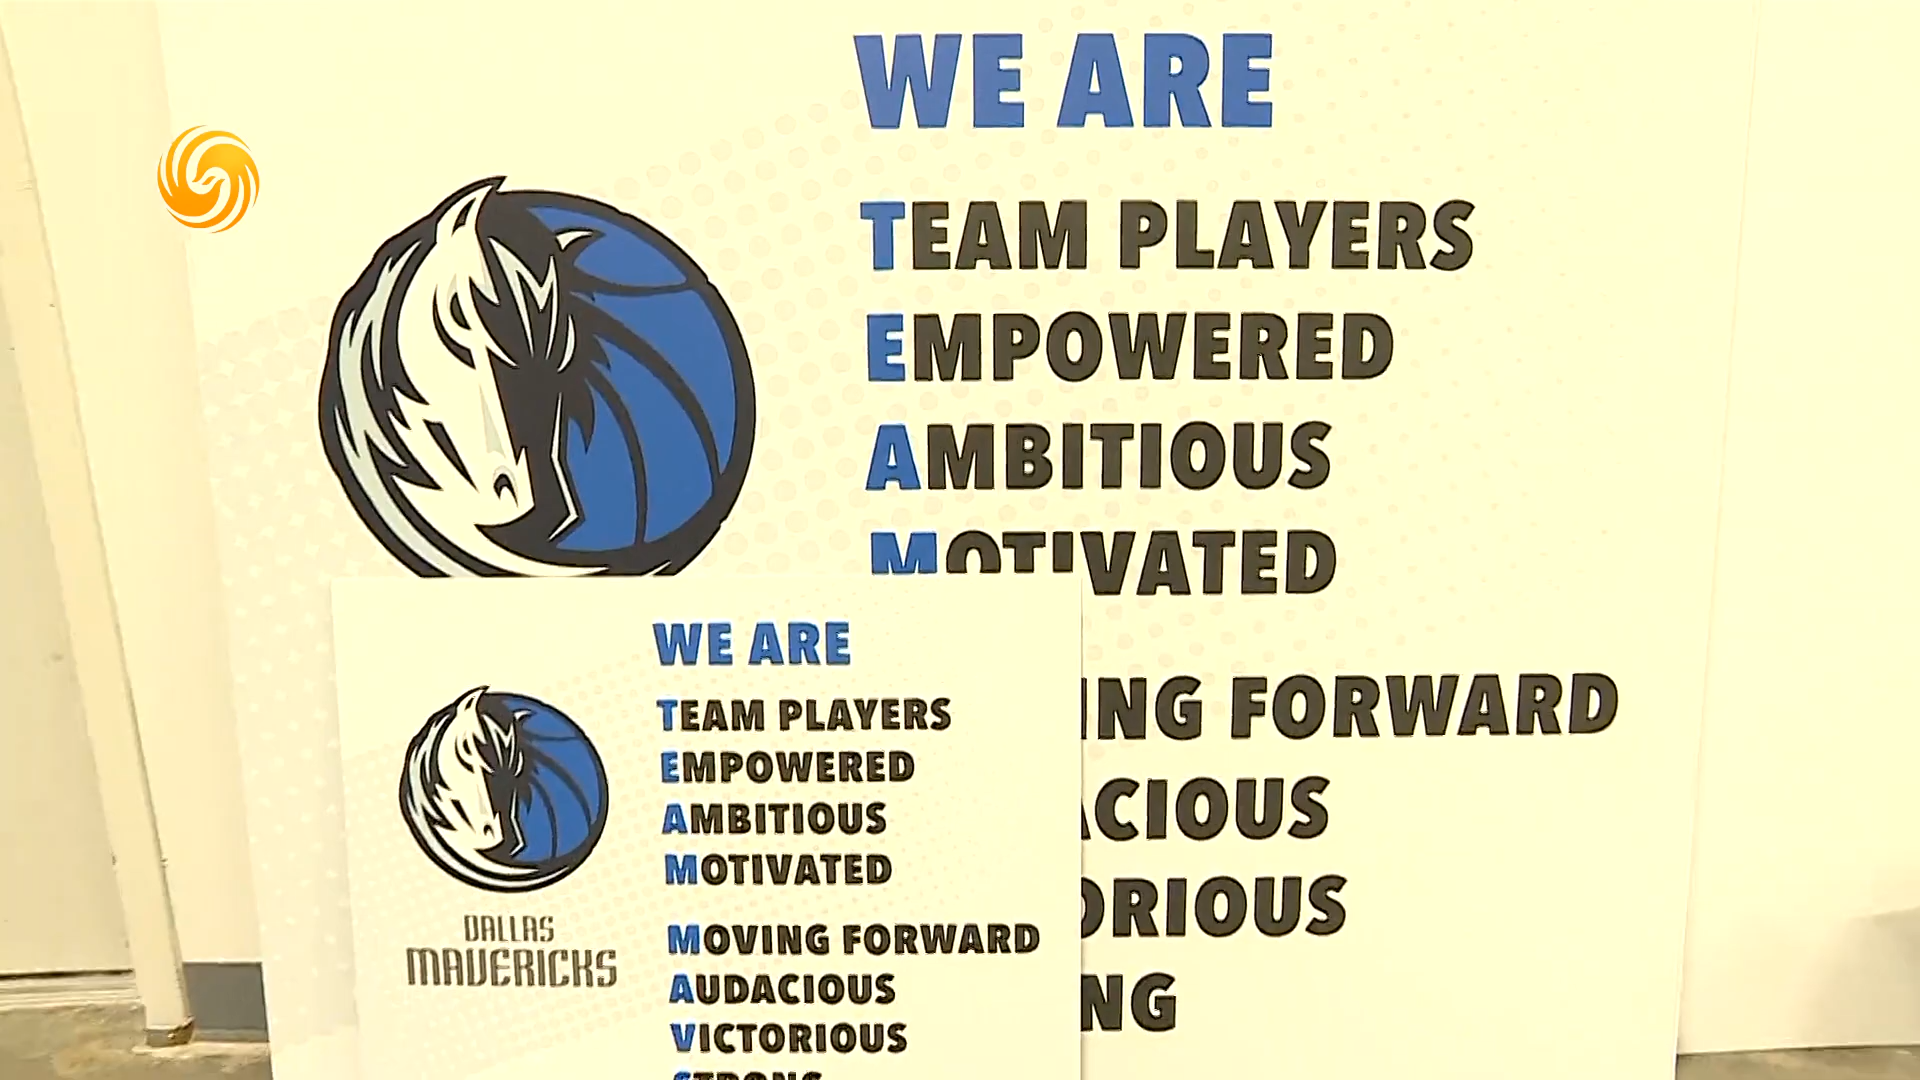 WE ARE
TEAM PLAYERS
EMPOWERED
AMBITIOUS
MOTIVATED
ING FORWARD
ACIOUS
ORIOUS
NG
WE ARE
TEAM PLAYERS
EMPOWERED
AMBITIOUS
MOTIVATED
MOVING FORWARD
AUDACIOUS
VICTORIOUS
STRONG
DALLAS
MAVERICKS